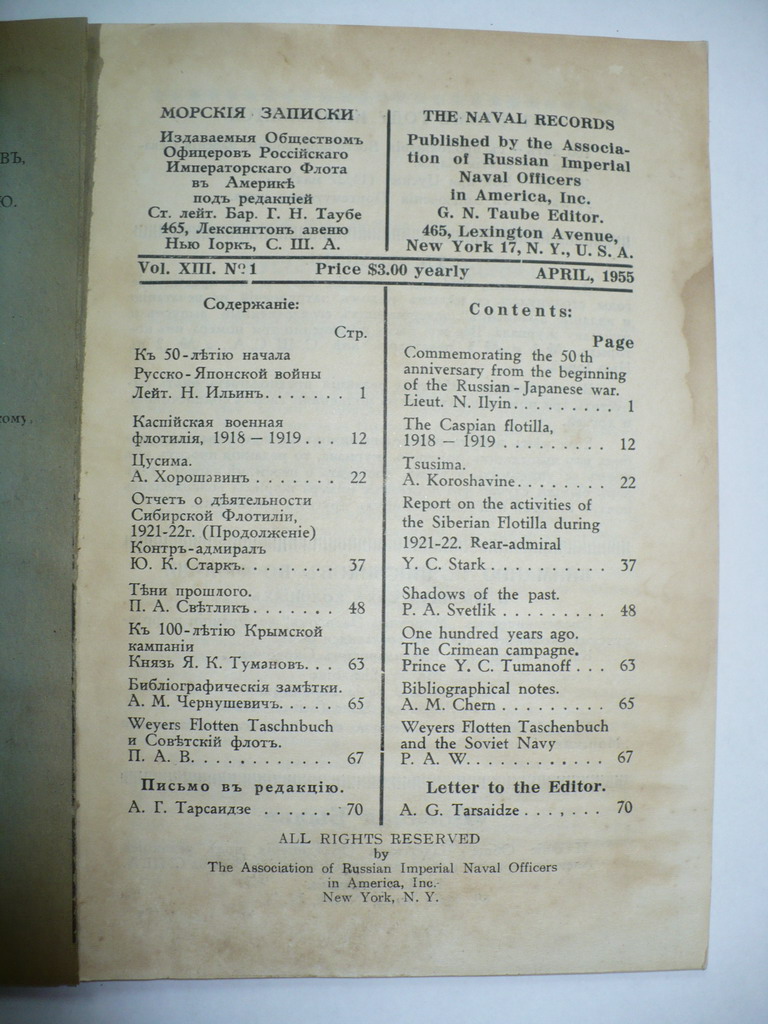 въ,
ю.
ому,
МОРСКІЯ ЗАПИСКИ
Издаваемыя Обществомъ
Офицеровъ Россійскаго
Императорскаго Флота
въ Америкѣ
подъ редакціей
Ст. лейт. Бар. Г. Н. Таубе
465, Лексингтонъ авеню
Нью Іоркъ, С. Ш. А.
THE NAVAL RECORDS
Published by the Associa-
tion of Russian Imperial
Naval Officers
in America, Inc.
G. N. Taube Editor.
465, Lexington Avenue,
New York 17, N. Y., U. S. A.
Vol. XIII. №1 Price $3.00 yearly APRIL, 1955
Содержаніе:
Стр.
Къ 50-лѣтію начала
Русско-Японской войны
Лейт. Н. Ильинъ. . . . . . . 1
Каспійская военная
флотилія, 1918 — 1919 . . . 12
Цусима.
А. Хорошавинъ . . . . . . . 22
Отчетъ о дѣятельности
Сибирской Флотиліи,
1921-22г. (Продолженіе)
Контръ-адмиралъ
Ю. К. Старкъ. . . . . . . . 37
Тѣни прошлого.
П. А. Свѣтликъ. . . . . . . 48
Къ 100-лѣтію Крымской
кампаніи
Князь Я. К. Тумановъ. . . 63
Библіографическія замѣтки.
А. М. Чернушевичъ. . . . . 65
Weyers Flotten Taschnbuch
и Совѣтскій флотъ.
П. А. В. . . . . . . . . . . . 67
Письмо въ редакцію.
А. Г. Тарсаидзе . . . . . . 70
Contents:
Page
Commemorating the 50 th
anniversary from the beginning
of the Russian-Japanese war.
Lieut. N. Ilyin. . . . . . . . . 1
The Caspian flotilla,
1918 — 1919 . . . . . . . . . 12
Tsusima.
A. Koroshavine. . . . . . . . 22
Report on the activities of
the Siberian Flotilla during
1921-22. Rear-admiral
Y. C. Stark . . . . . . . . . . 37
Shadows of the past.
P. A. Svetlik . . . . . . . . . 48
One hundred years ago.
The Crimean campagne.
Prince Y. C. Tumanoff . . . 63
Bibliographical notes.
A. M. Chern . . . . . . . . . 65
Weyers Flotten Taschenbuch
and the Soviet Navy
P. A. W. . . . . . . . . . . . 67
Letter to the Editor.
A. G. Tarsaidze . . . . . . . 70
ALL RIGHTS RESERVED
by
The Association of Russian Imperial Naval Officers
in America, Inc.
New York, N. Y.